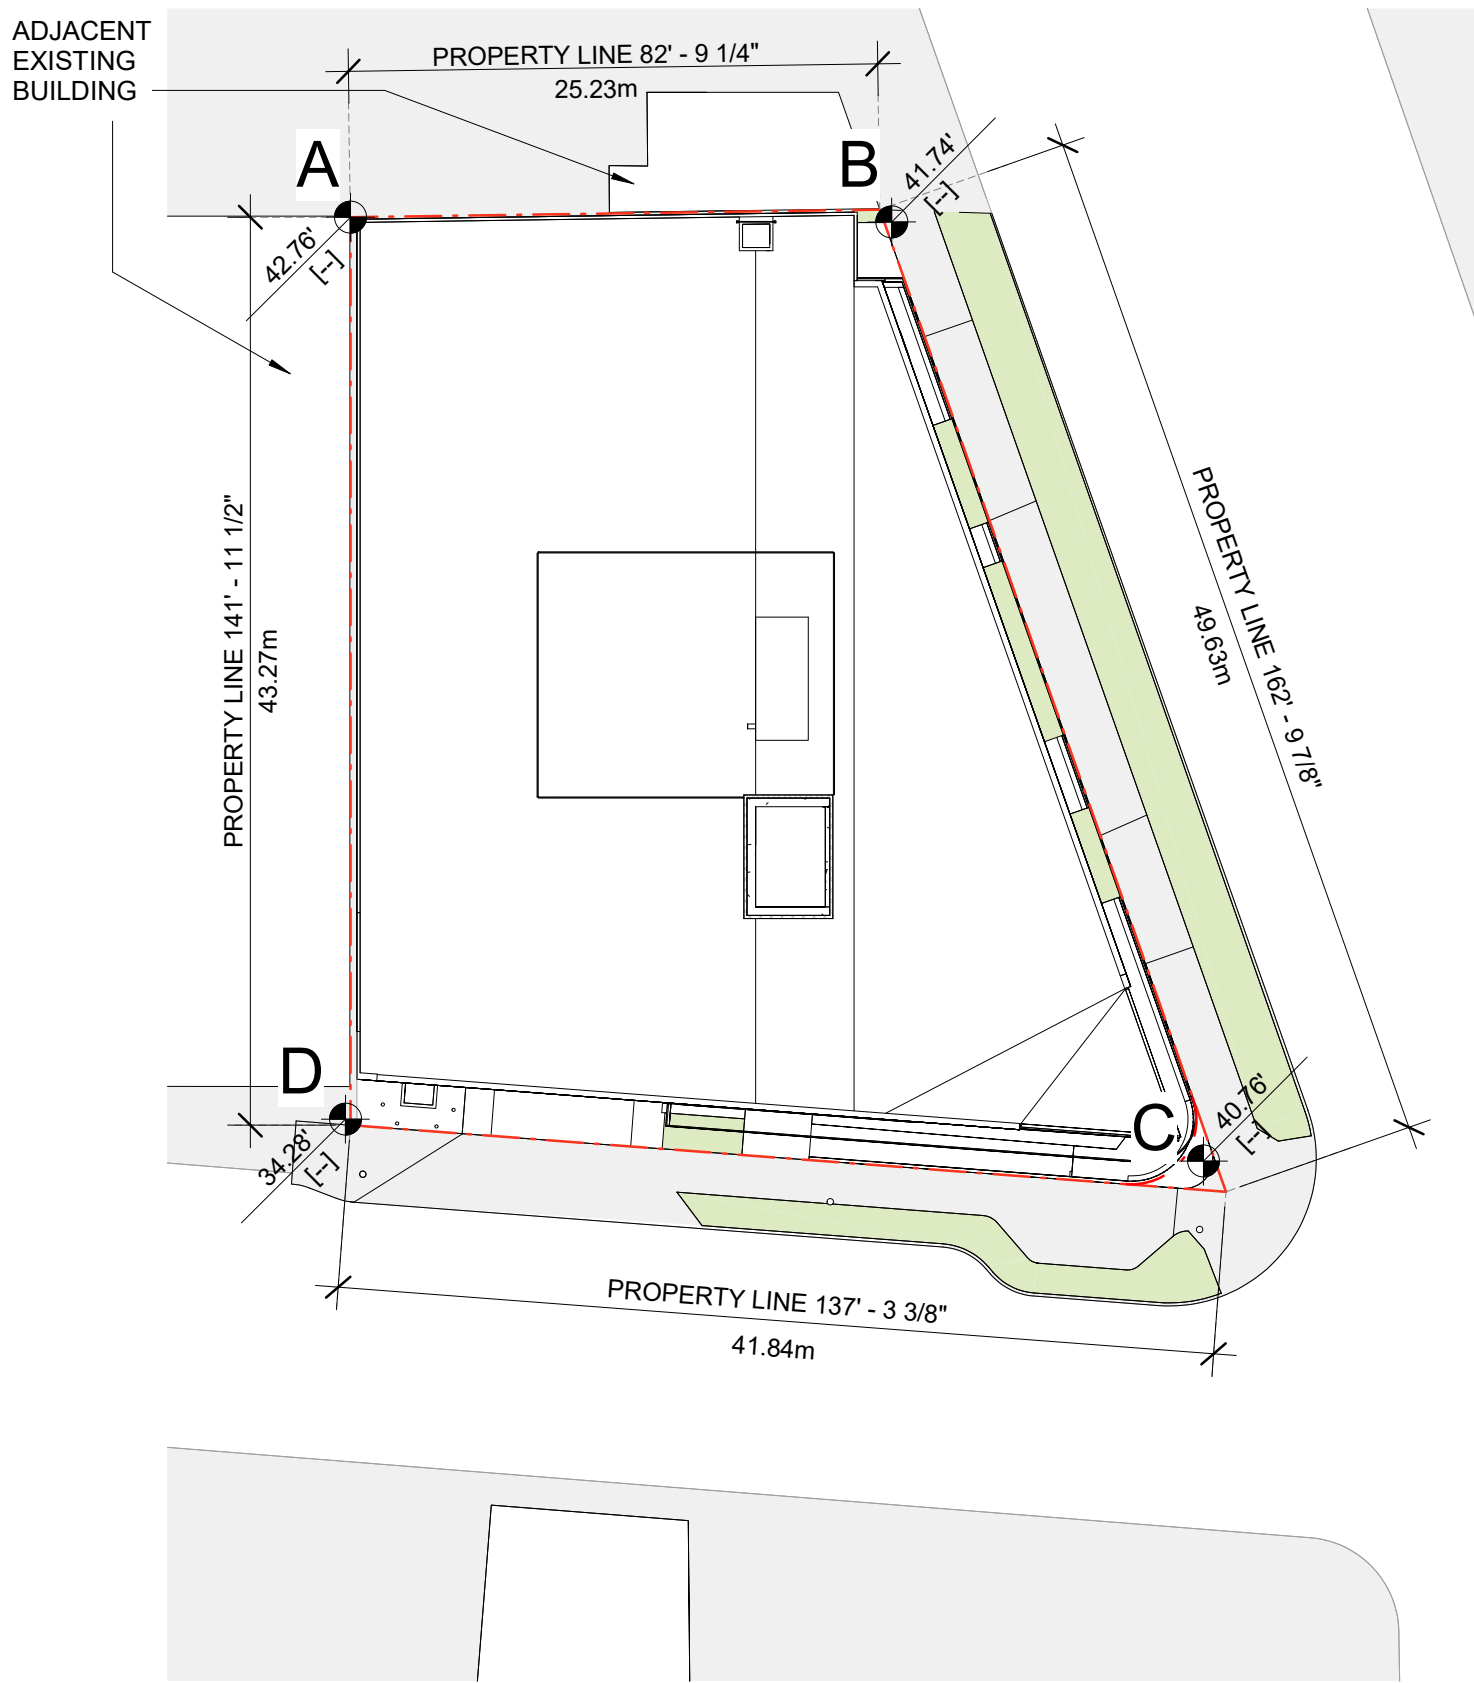 ADJACENT
EXISTING
BUILDING
PROPERTY LINE 82' - 9 1/4"
25.23m
A
B
41.74'
[--]
42.76'
[--]
PROPERTY LINE 141' - 11 1/2"
43.27m
PROPERTY LINE 162' - 9 7/8"
49.63m
D
C
40.76'
[--]
34.28'
[--]
PROPERTY LINE 137' - 3 3/8"
41.84m